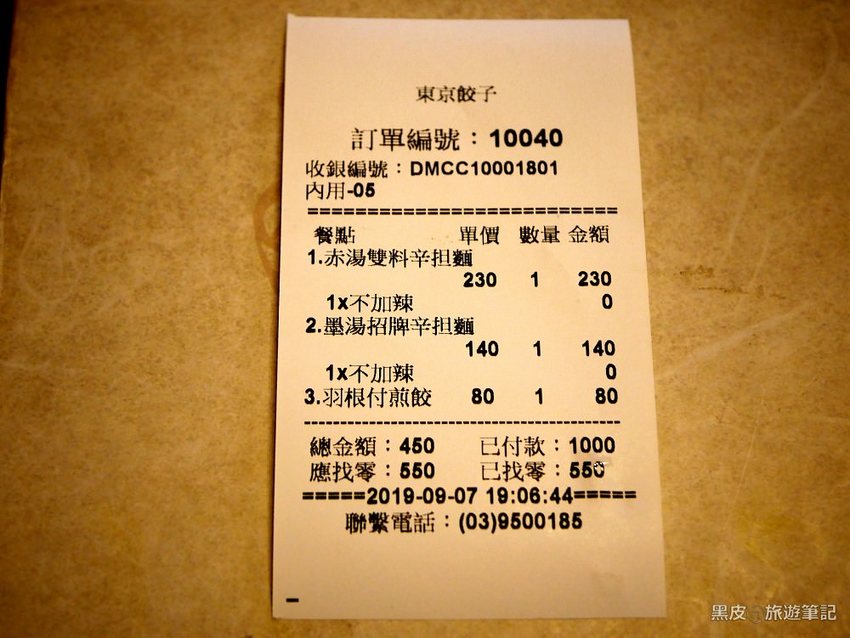 東京餃子
訂單編號：10040
收銀編號：DMCC10001801
內用-05
==========================
餐點 單價 數量 金額
1.赤湯雙料辛担麵
230 1 230
1x不加辣 0
2.墨湯招牌辛担麵
140 1 140
1x不加辣 0
3.羽根付煎餃 80 1 80
--------------------------------------------
總金額：450 已付款：1000
應找零：550 已找零：550
=====2019-09-07 19:06:44=====
聯繫電話：(03)9500185
黑皮 旅遊筆記